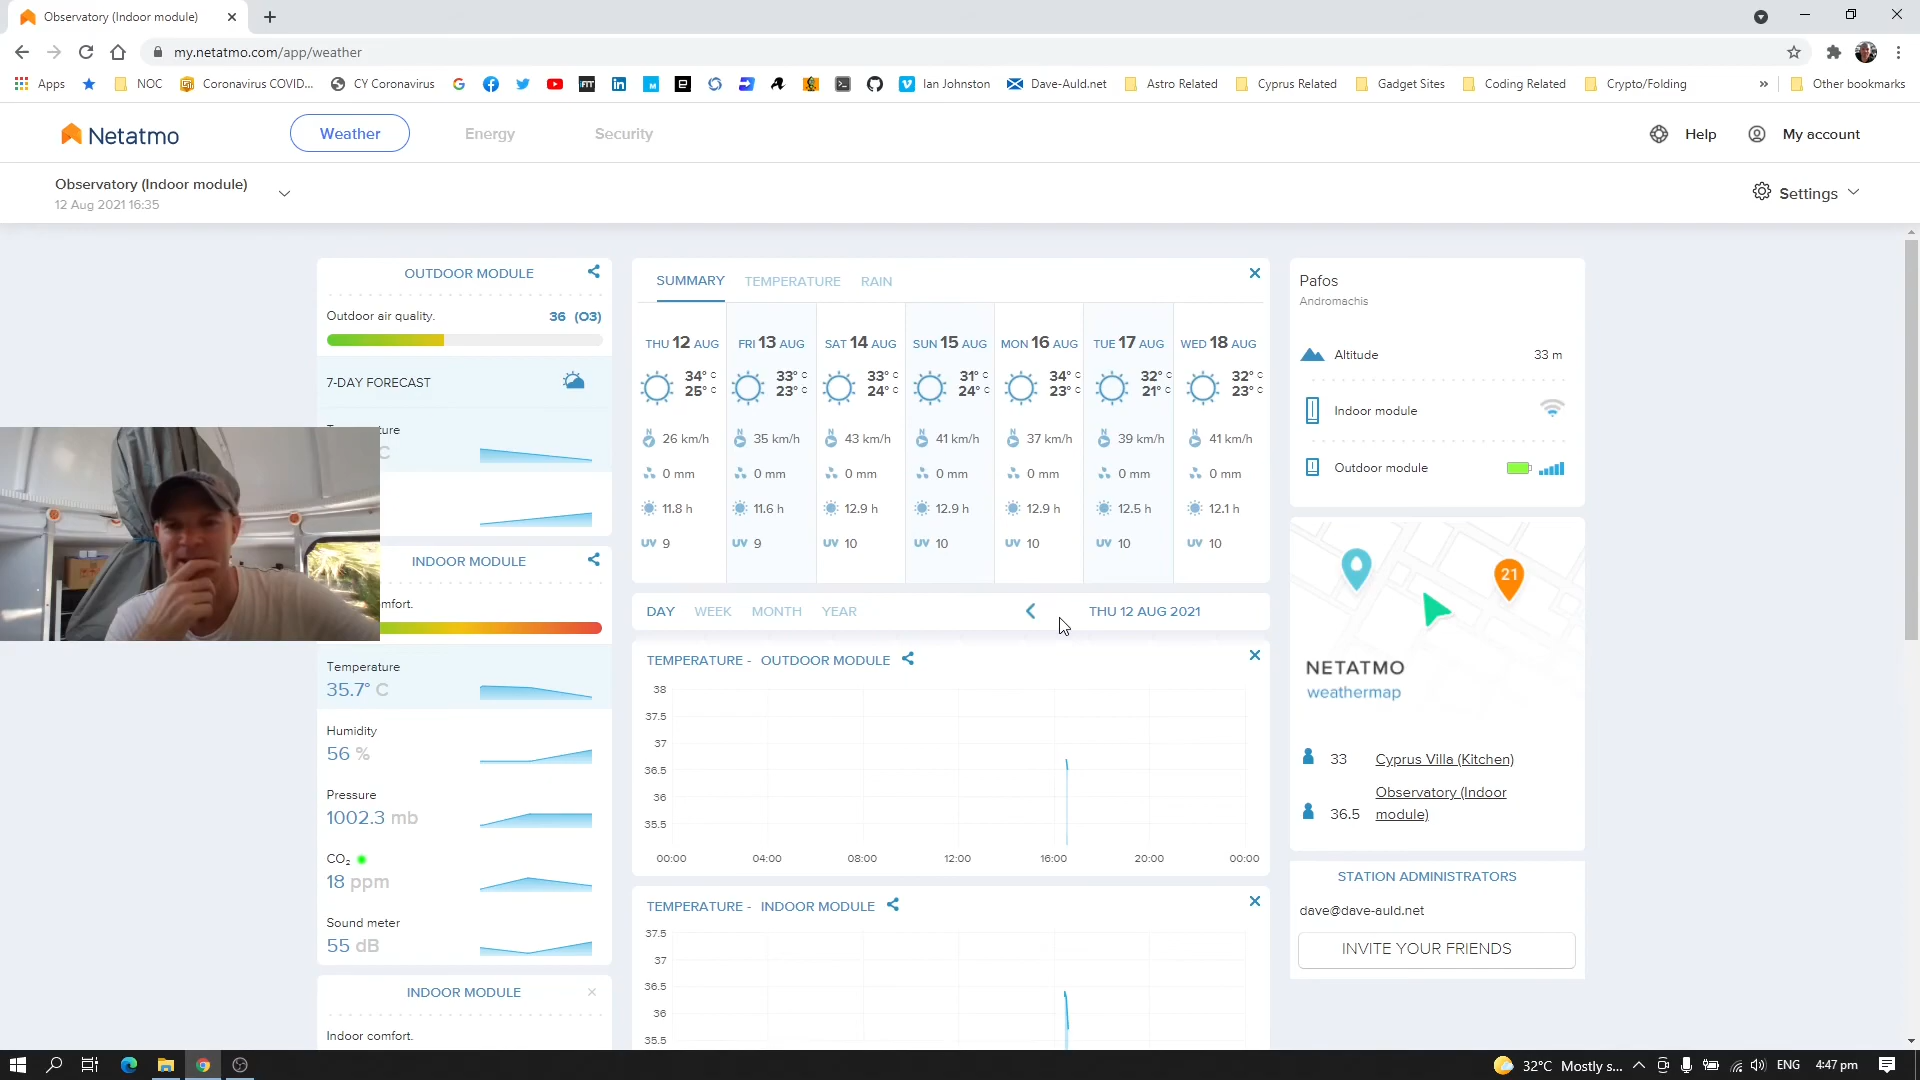 Observatory (Indoor module)
my.netatmo.com/app/weather
Apps
NOC
Coronavirus COVID...
CY Coronavirus
Ian Johnston
Dave-Auld.net
Astro Related
Cyprus Related
Gadget Sites
Coding Related
Crypto/Folding
»
Other bookmarks
Netatmo
Weather
Energy
Security
Help
My account
Observatory (Indoor module)
12 Aug 2021 16:35
Settings
OUTDOOR MODULE
Outdoor air quality.
36 (O3)
7-DAY FORECAST
ture
C
INDOOR MODULE
mfort.
Temperature
35.7° C
Humidity
56 %
Pressure
1002.3 mb
CO₂
18 ppm
Sound meter
55 dB
INDOOR MODULE
Indoor comfort.
SUMMARY TEMPERATURE RAIN
THU 12 AUG FRI 13 AUG SAT 14 AUG SUN 15 AUG MON 16 AUG TUE 17 AUG WED 18 AUG
34° C 33° C 33° C 31° C 34° C 32° C 32° C
25° C 23° C 24° C 24° C 23° C 21° C 23° C
N N N N N N N
26 km/h 35 km/h 43 km/h 41 km/h 37 km/h 39 km/h 41 km/h
0 mm 0 mm 0 mm 0 mm 0 mm 0 mm 0 mm
11.8 h 11.6 h 12.9 h 12.9 h 12.9 h 12.5 h 12.1 h
UV 9 UV 9 UV 10 UV 10 UV 10 UV 10 UV 10
DAY WEEK MONTH YEAR
THU 12 AUG 2021
TEMPERATURE - OUTDOOR MODULE
38
37.5
37
36.5
36
35.5
00:00 04:00 08:00 12:00 16:00 20:00 00:00
TEMPERATURE - INDOOR MODULE
37.5
37
36.5
36
35.5
Pafos
Andromachis
Altitude
33 m
Indoor module
Outdoor module
21
NETATMO
weathermap
33 Cyprus Villa (Kitchen)
36.5 Observatory (Indoor
module)
STATION ADMINISTRATORS
dave@dave-auld.net
INVITE YOUR FRIENDS
32°C Mostly s...
ENG
4:47 pm